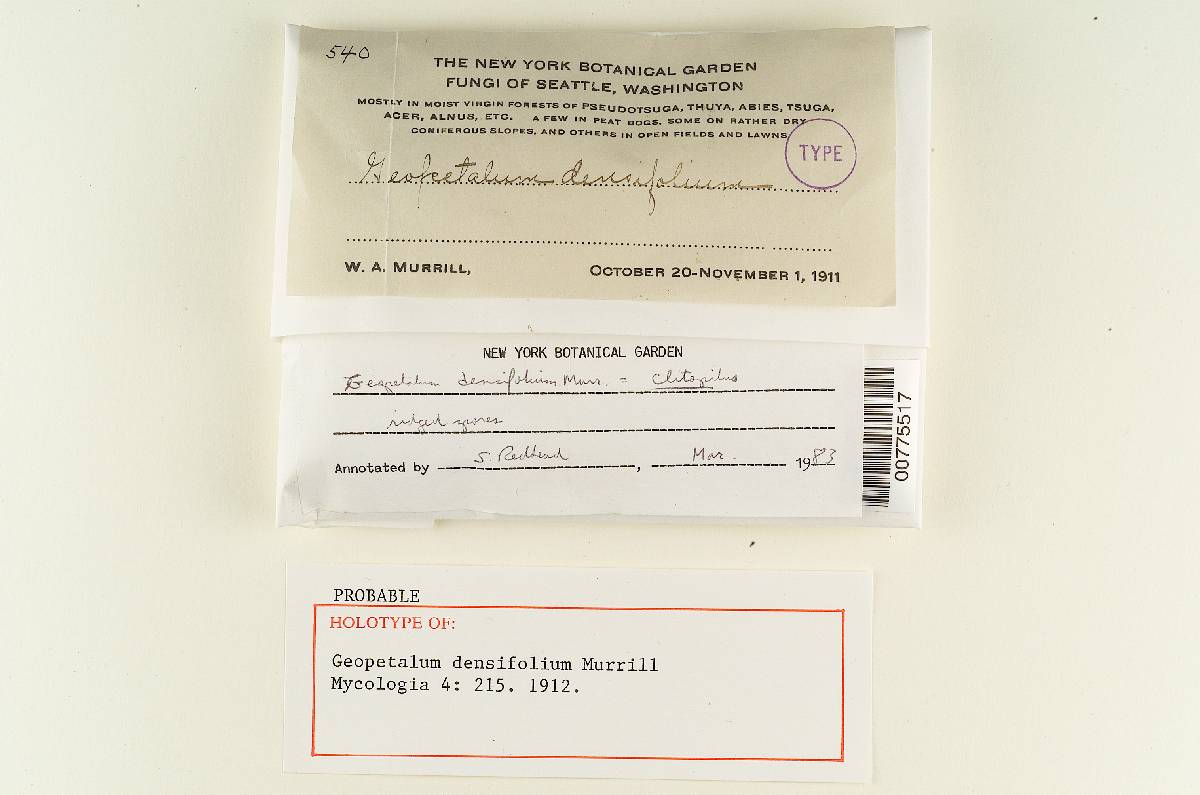 540
THE NEW YORK BOTANICAL GARDEN
FUNGI OF SEATTLE, WASHINGTON
MOSTLY IN MOIST VIRGIN FORESTS OF PSEUDOTSUGA, THUYA, ABIES, TSUGA,
ACER, ALNUS, ETC. A FEW IN PEAT BOGS, SOME ON RATHER DRY
CONIFEROUS SLOPES, AND OTHERS IN OPEN FIELDS AND LAWNS
TYPE
Geopetalum densifolium
W. A. MURRILL, OCTOBER 20-NOVEMBER 1, 1911
NEW YORK BOTANICAL GARDEN
Geopetalum densifolium Murr. = Clitopilus
ridged spores
Annotated by S. Redhead, Mar. 1983
00775517
PROBABLE
HOLOTYPE OF:
Geopetalum densifolium Murrill
Mycologia 4: 215. 1912.